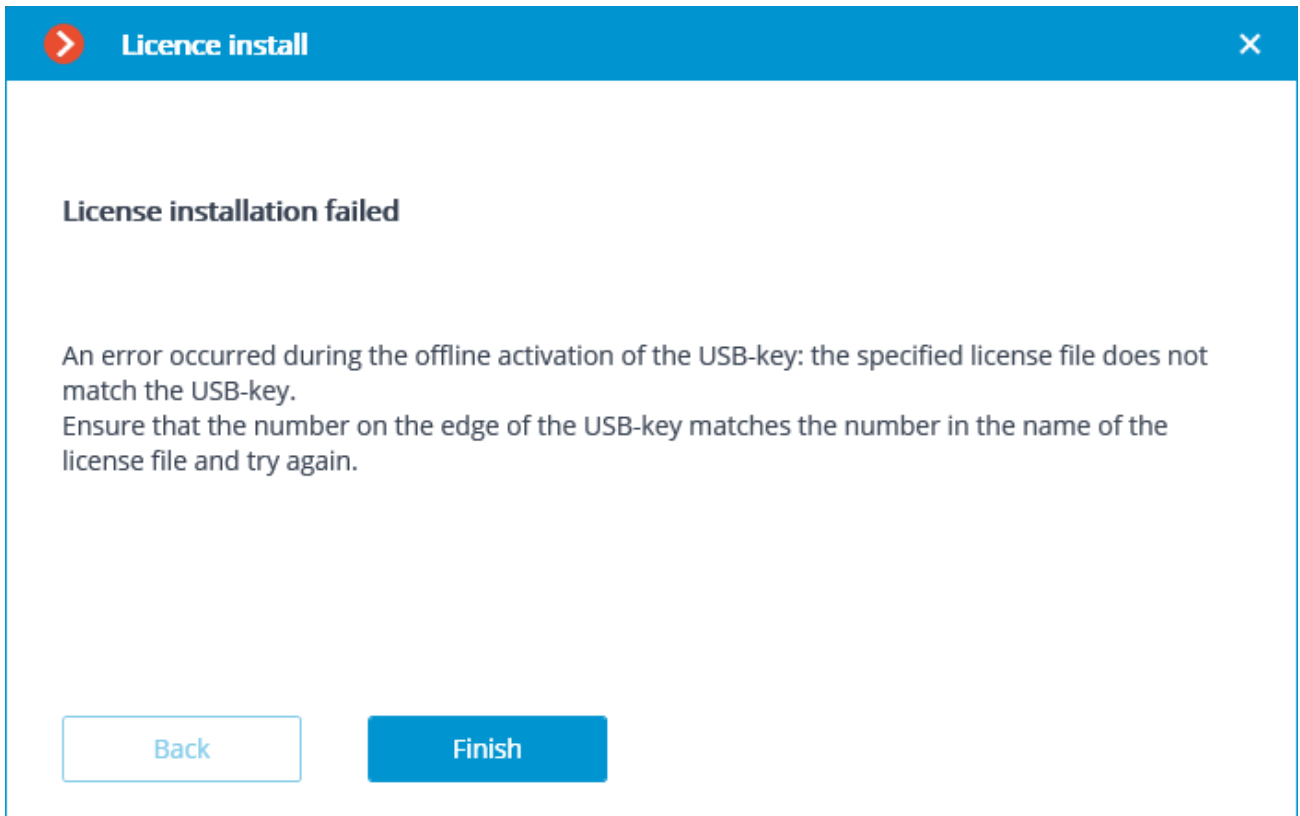 Licence install
License installation failed
An error occurred during the offline activation of the USB-key: the specified license file does not
match the USB-key.
Ensure that the number on the edge of the USB-key matches the number in the name of the
license file and try again.
Back
Finish